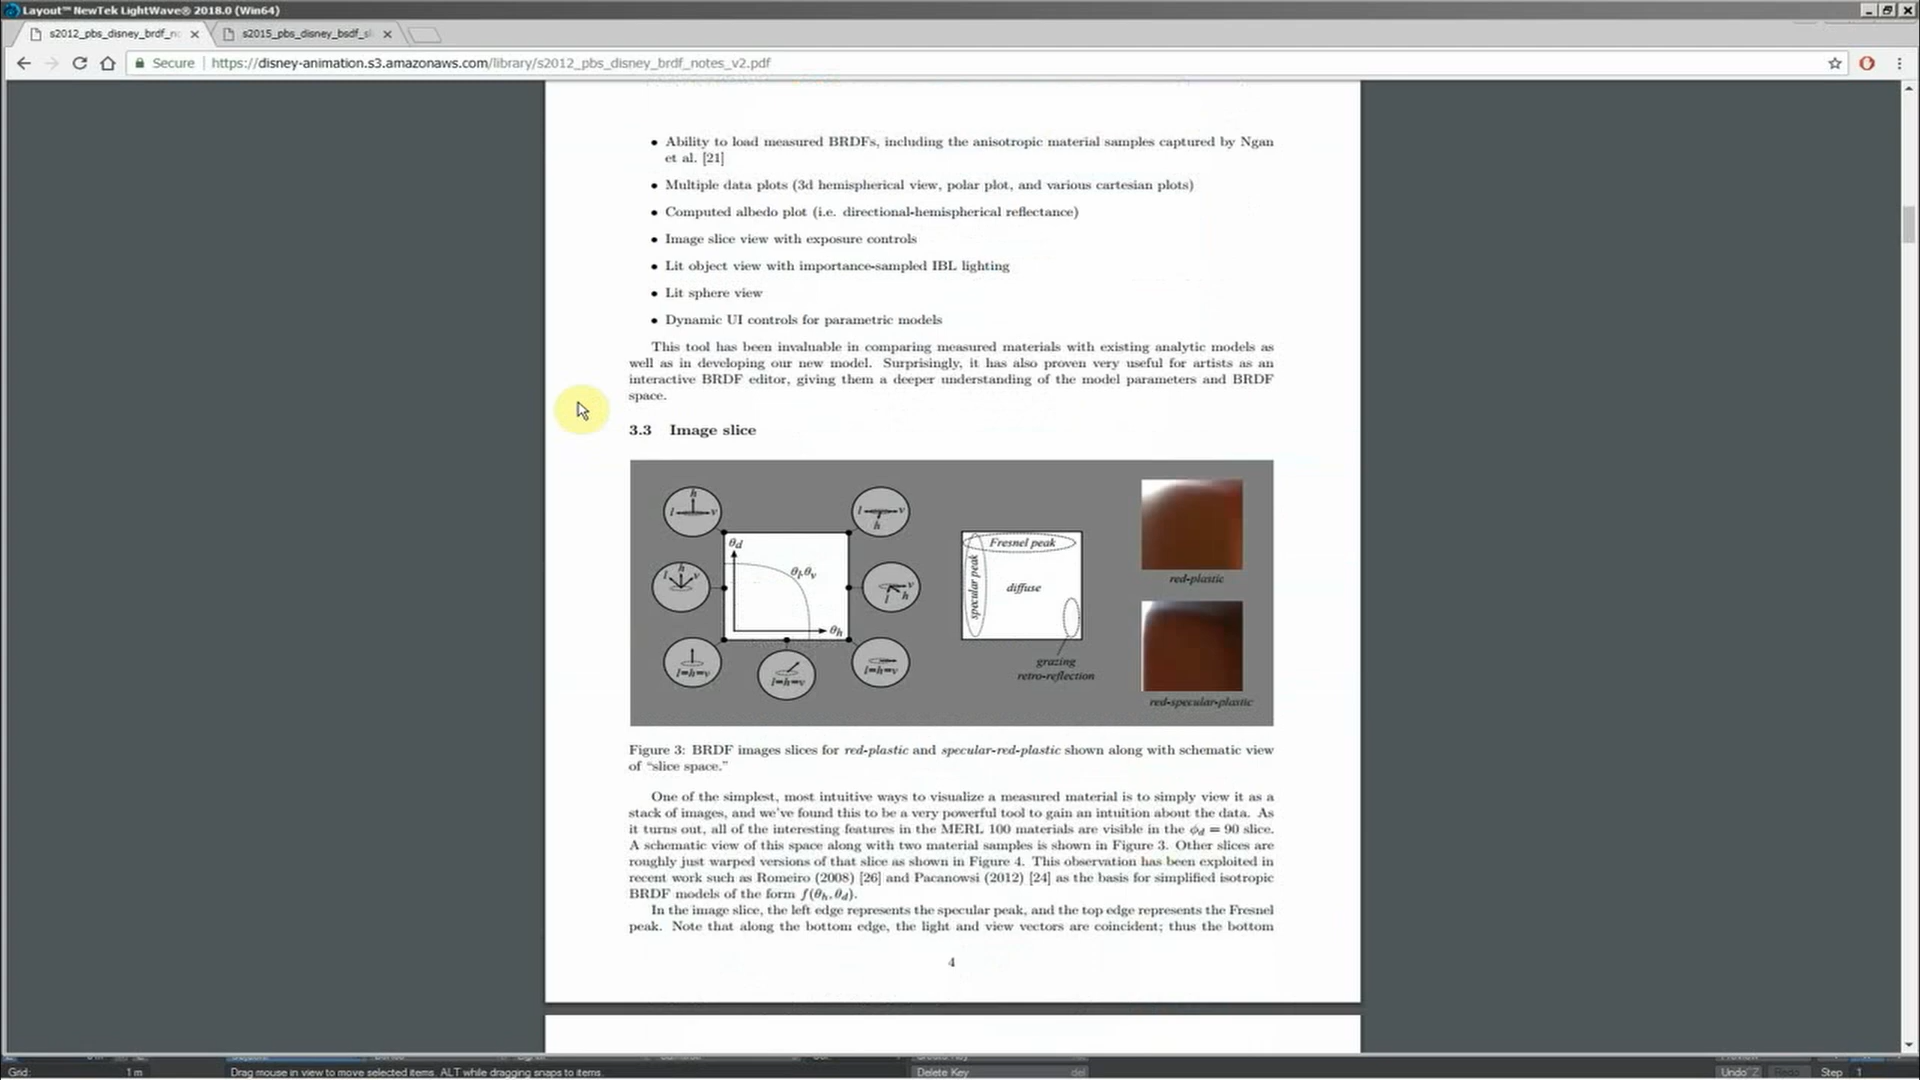 Layout™ NewTek LightWave® 2018.0 (Win64)
s2012_pbs_disney_brdf_n
s2015_pbs_disney_bsdf_sl
Secure
https://disney-animation.s3.amazonaws.com/library/s2012_pbs_disney_brdf_notes_v2.pdf
• Ability to load measured BRDFs, including the anisotropic material samples captured by Ngan
et al. [21]
• Multiple data plots (3d hemispherical view, polar plot, and various cartesian plots)
• Computed albedo plot (i.e. directional-hemispherical reflectance)
• Image slice view with exposure controls
• Lit object view with importance-sampled IBL lighting
• Lit sphere view
• Dynamic UI controls for parametric models
This tool has been invaluable in comparing measured materials with existing analytic models as
well as in developing our new model. Surprisingly, it has also proven very useful for artists as an
interactive BRDF editor, giving them a deeper understanding of the model parameters and BRDF
space.
3.3 Image slice
h
l v
l v
h
θd
θl,θv
θh
l h v
v
l h
l=h=v
l=h=v
l=h=v
Fresnel peak
specular peak
diffuse
grazing
retro-reflection
red-plastic
red-specular-plastic
Figure 3: BRDF images slices for red-plastic and specular-red-plastic shown along with schematic view
of “slice space.”
One of the simplest, most intuitive ways to visualize a measured material is to simply view it as a
stack of images, and we’ve found this to be a very powerful tool to gain an intuition about the data. As
it turns out, all of the interesting features in the MERL 100 materials are visible in the ϕd = 90 slice.
A schematic view of this space along with two material samples is shown in Figure 3. Other slices are
roughly just warped versions of that slice as shown in Figure 4. This observation has been exploited in
recent work such as Romeiro (2008) [26] and Pacanowsi (2012) [24] as the basis for simplified isotropic
BRDF models of the form f(θh, θd).
In the image slice, the left edge represents the specular peak, and the top edge represents the Fresnel
peak. Note that along the bottom edge, the light and view vectors are coincident; thus the bottom
4
Grid: 1 m
Drag mouse in view to move selected items. ALT while dragging snaps to items.
Delete Key del
Undo ^Z
Redo
Step 1